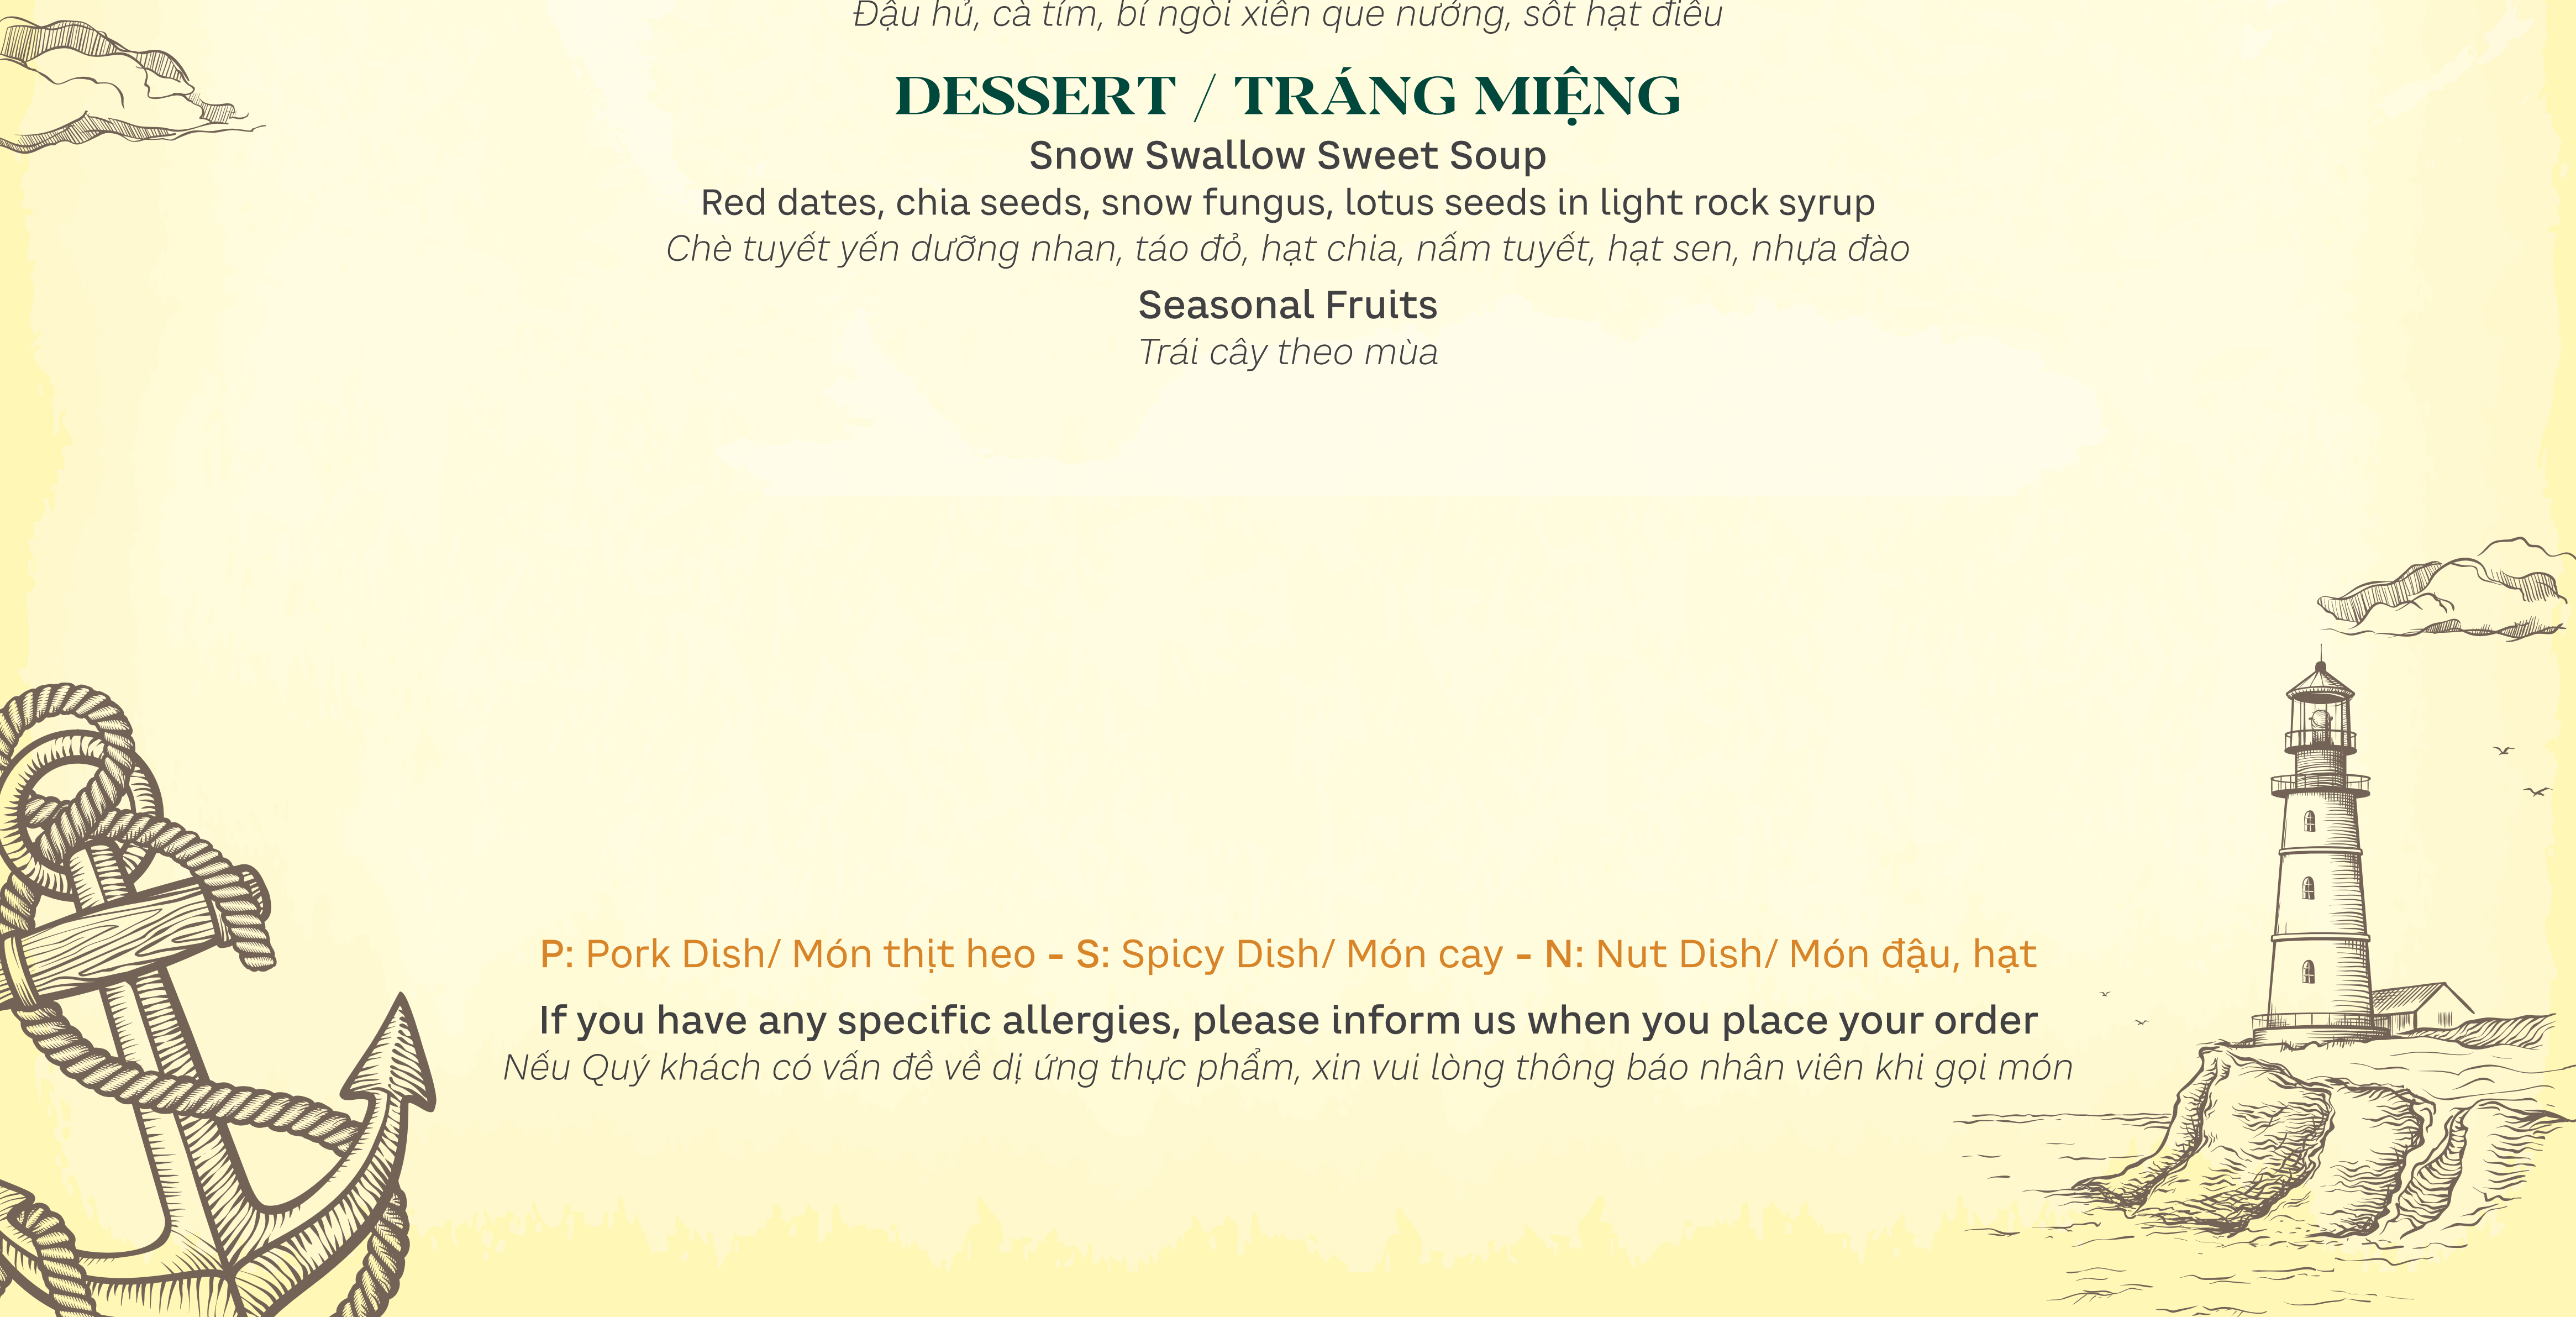 Đậu hủ, cà tím, bí ngòi xiên que nướng, sốt hạt điều
DESSERT / TRÁNG MIỆNG
Snow Swallow Sweet Soup
Red dates, chia seeds, snow fungus, lotus seeds in light rock syrup
Chè tuyết yến dưỡng nhan, táo đỏ, hạt chia, nấm tuyết, hạt sen, nhựa đào
Seasonal Fruits
Trái cây theo mùa
P: Pork Dish/ Món thịt heo - S: Spicy Dish/ Món cay - N: Nut Dish/ Món đậu, hạt
If you have any specific allergies, please inform us when you place your order
Nếu Quý khách có vấn đề về dị ứng thực phẩm, xin vui lòng thông báo nhân viên khi gọi món